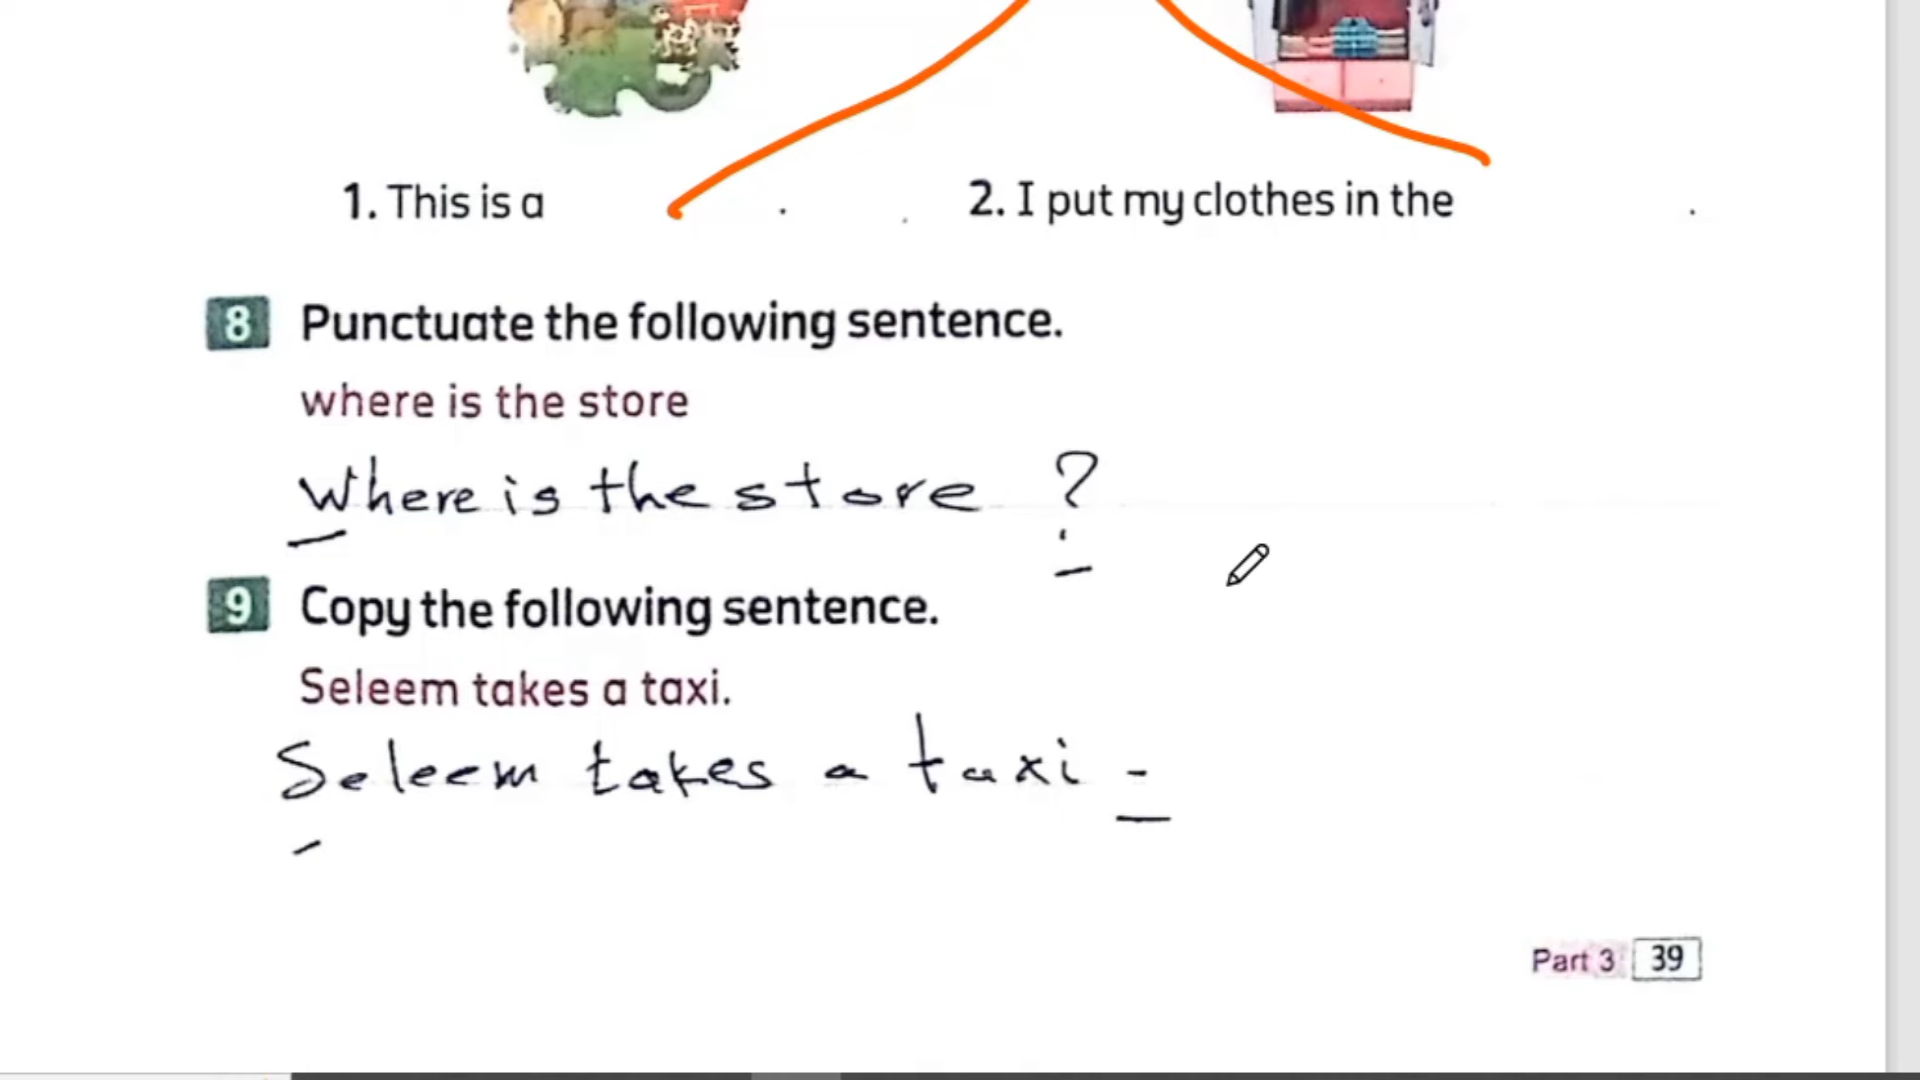 1. This is a .
2. I put my clothes in the .
8 Punctuate the following sentence.
where is the store
Where is the store ?
9 Copy the following sentence.
Seleem takes a taxi.
Seleem takes a taxi -
Part 3 39